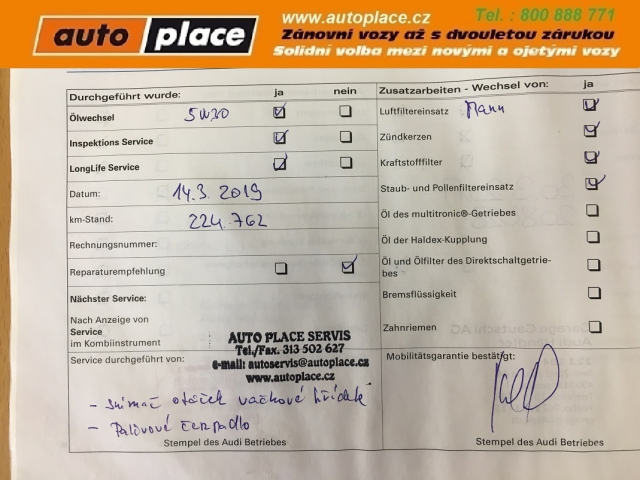 auto place
www.autoplace.cz
Tel. : 800 888 771
Zánovní vozy až s dvouletou zárukou
Solidní volba mezi novými a ojetými vozy
Durchgeführt wurde: ja nein
Ölwechsel 5W30
Inspektions Service
LongLife Service
Datum: 14.3.2019
km-Stand: 224.762
Rechnungsnummer:
Reparaturempfehlung
Nächster Service:
Nach Anzeige von
Service
im Kombiinstrument
AUTO PLACE SERVIS
Tel./Fax. 313 502 627
e-mail: autoservis@autoplace.cz
www.autoplace.cz
Service durchgeführt von:
- Snímač otáček vačkové hřídele
- Palivové čerpadlo
Stempel des Audi Betriebes
Zusatzarbeiten - Wechsel von: ja
Luftfiltereinsatz Mann
Zündkerzen
Kraftstofffilter
Staub- und Pollenfiltereinsatz
Öl des multitronic®-Getriebes
Öl der Haldex-Kupplung
Öl und Ölfilter des Direktschaltgetrie-
bes
Bremsflüssigkeit
Zahnriemen
Mobilitätsgarantie bestätigt:
Stempel des Audi Betriebes